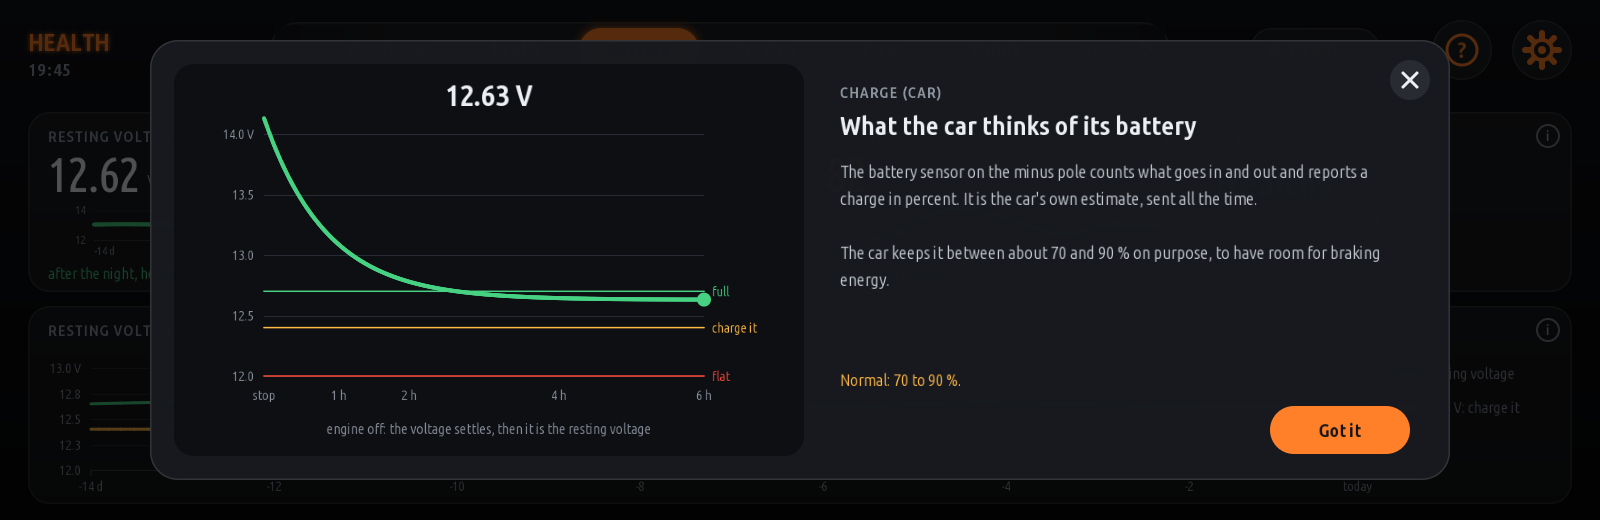 HEALTH
19:45
?
RESTING VOLT
12.62
14
12
-14 d
after the night, he
RESTING VOLT
13.0 V
12.8
12.5
12.3
12.0
-14 d
-12
-10
-8
-6
-4
-2
today
i
i
ing voltage
V: charge it
12.63 V
14.0 V
13.5
13.0
12.5
12.0
full
charge it
flat
stop
1 h
2 h
4 h
6 h
engine off: the voltage settles, then it is the resting voltage
CHARGE (CAR)
What the car thinks of its battery
The battery sensor on the minus pole counts what goes in and out and reports a
charge in percent. It is the car's own estimate, sent all the time.
The car keeps it between about 70 and 90 % on purpose, to have room for braking
energy.
Normal: 70 to 90 %.
Got it